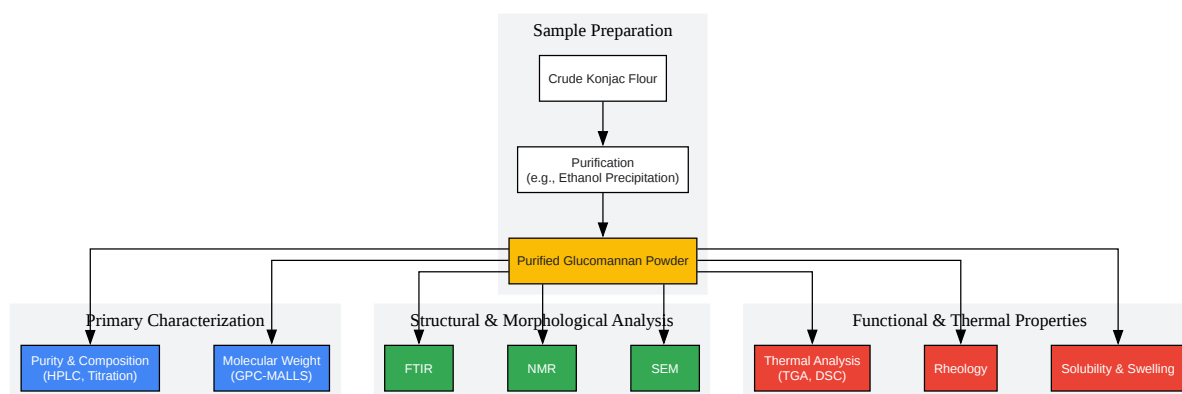 Sample Preparation
Crude Konjac Flour
Purification
(e.g., Ethanol Precipitation)
Purified Glucomannan Powder
Primary Characterization
Structural & Morphological Analysis
Functional & Thermal Properties
Purity & Composition
(HPLC, Titration)
Molecular Weight
(GPC-MALLS)
FTIR
NMR
SEM
Thermal Analysis
(TGA, DSC)
Rheology
Solubility & Swelling